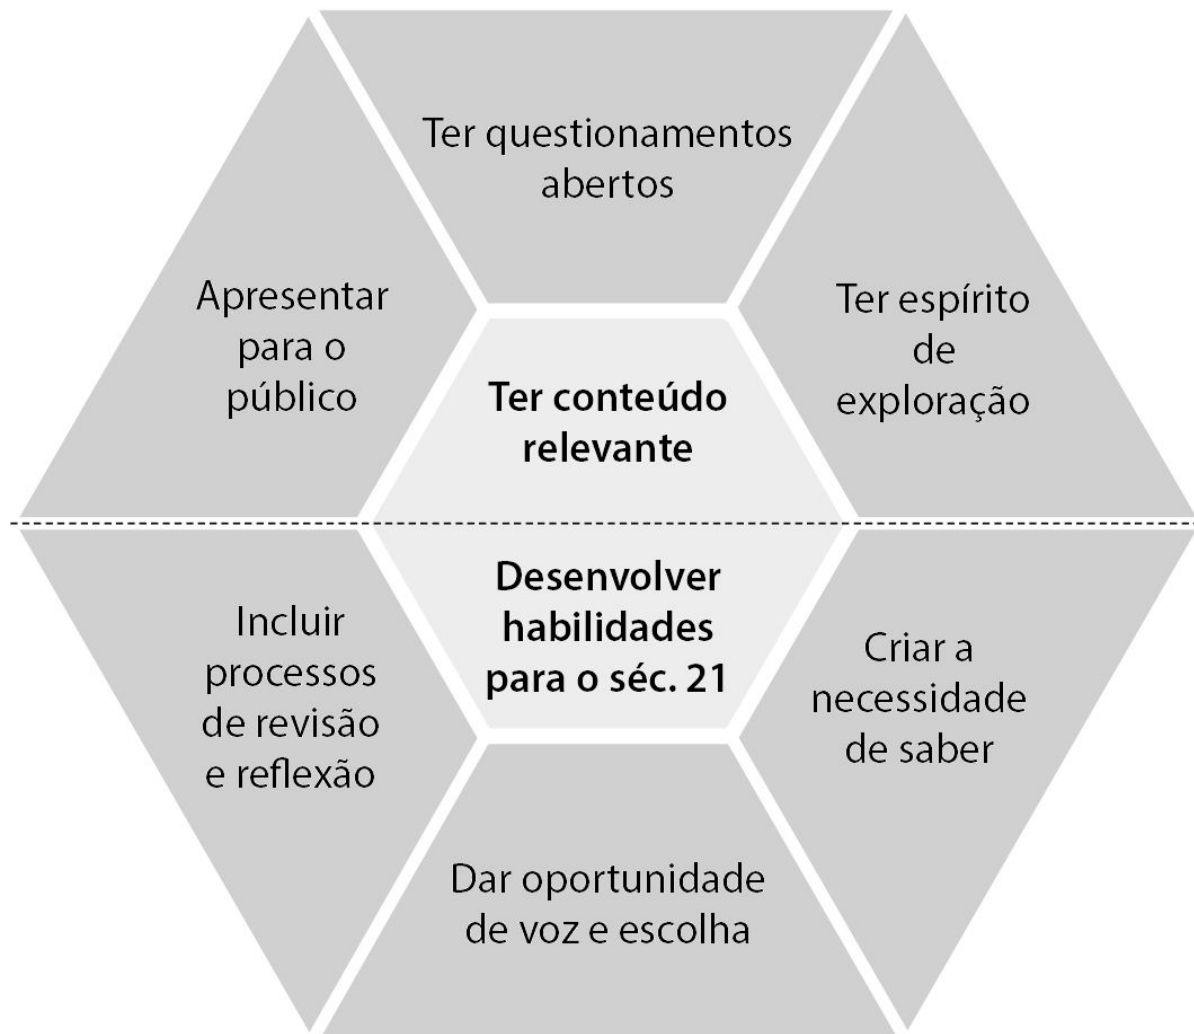 Ter questionamentos
abertos
Apresentar
para o
público
Ter espírito
de
exploração
Ter conteúdo
relevante
Desenvolver
habilidades
para o séc. 21
Incluir
processos
de revisão
e reflexão
Criar a
necessidade
de saber
Dar oportunidade
de voz e escolha